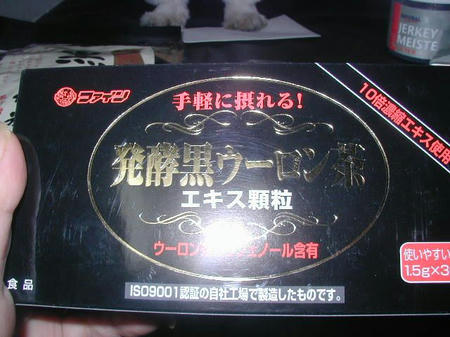 ファイン
手軽に摂れる!
10倍濃縮エキス使用
発酵黒ウーロン茶
エキス顆粒
ウーロン ノール含有
使いやすい
1.5g×3
食品
ISO9001認証の自社工場で製造したものです。
JERKY
MEISTE